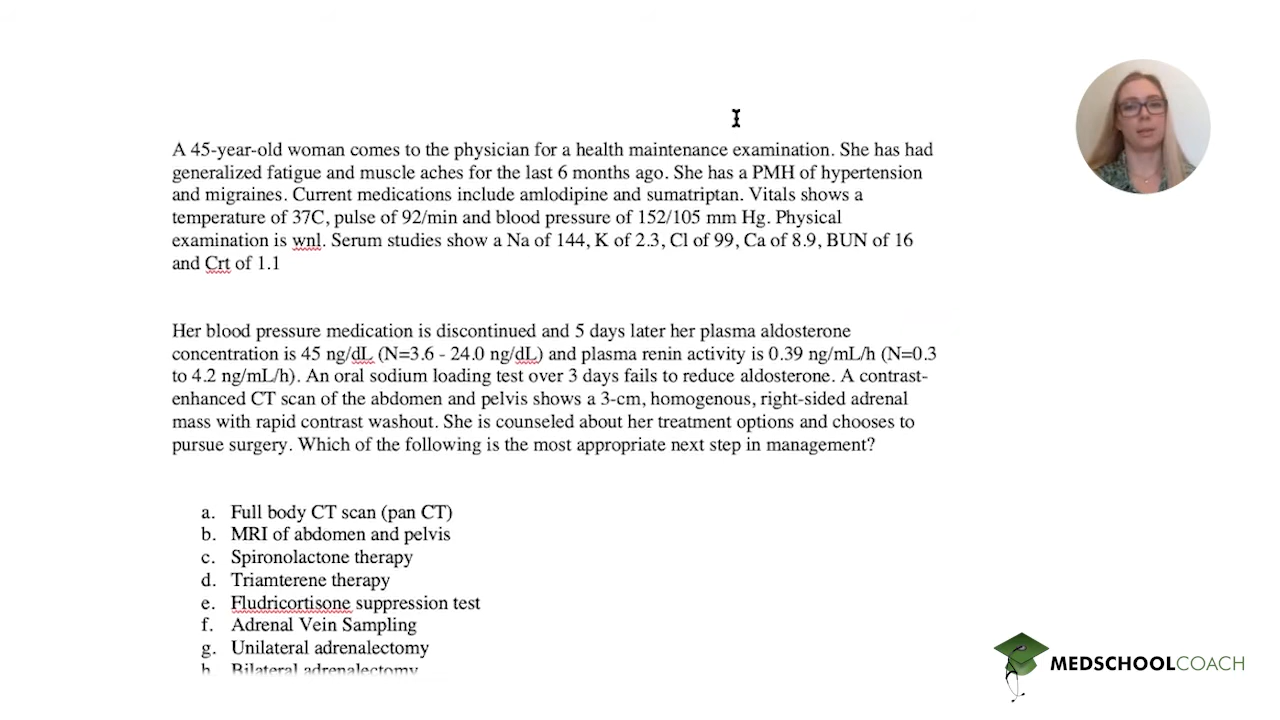 A 45-year-old woman comes to the physician for a health maintenance examination. She has had
generalized fatigue and muscle aches for the last 6 months ago. She has a PMH of hypertension
and migraines. Current medications include amlodipine and sumatriptan. Vitals shows a
temperature of 37C, pulse of 92/min and blood pressure of 152/105 mm Hg. Physical
examination is wnl. Serum studies show a Na of 144, K of 2.3, Cl of 99, Ca of 8.9, BUN of 16
and Crt of 1.1
Her blood pressure medication is discontinued and 5 days later her plasma aldosterone
concentration is 45 ng/dL (N=3.6 - 24.0 ng/dL) and plasma renin activity is 0.39 ng/mL/h (N=0.3
to 4.2 ng/mL/h). An oral sodium loading test over 3 days fails to reduce aldosterone. A contrast-
enhanced CT scan of the abdomen and pelvis shows a 3-cm, homogenous, right-sided adrenal
mass with rapid contrast washout. She is counseled about her treatment options and chooses to
pursue surgery. Which of the following is the most appropriate next step in management?
a. Full body CT scan (pan CT)
b. MRI of abdomen and pelvis
c. Spironolactone therapy
d. Triamterene therapy
e. Fludricortisone suppression test
f. Adrenal Vein Sampling
g. Unilateral adrenalectomy
h. Bilateral adrenalectomy
MEDSCHOOLCOACH